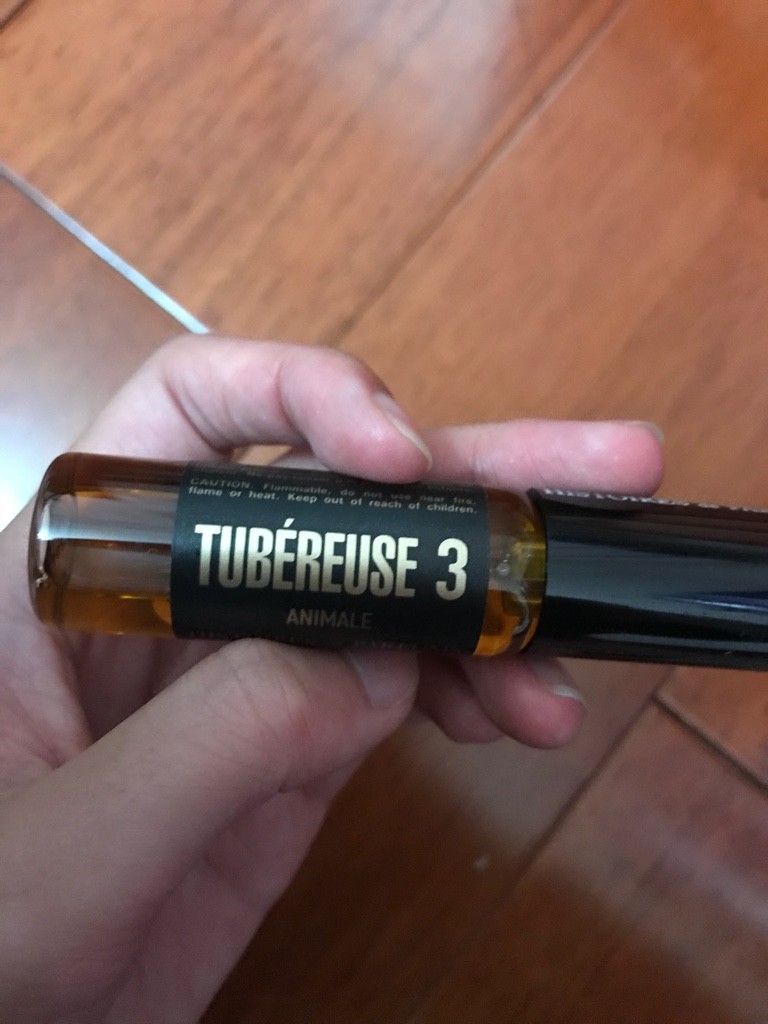 CAUTION: Flammable, do not use near fire,
flame or heat. Keep out of reach of children.
TUBÉREUSE 3
ANIMALE